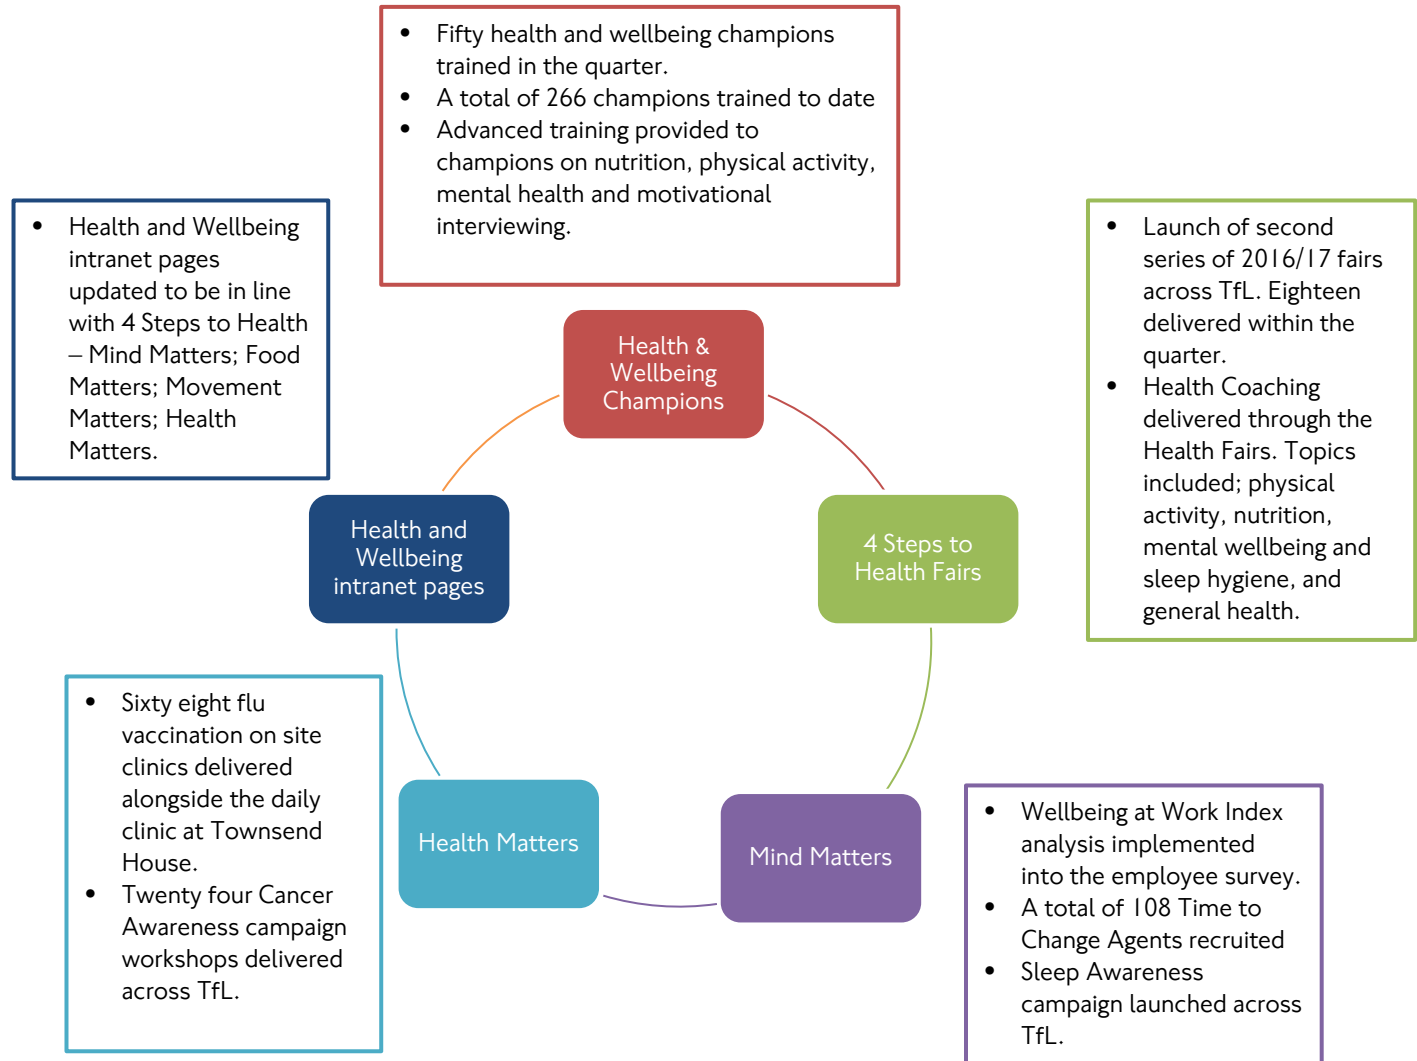 • Fifty health and wellbeing champions
trained in the quarter.
• A total of 266 champions trained to date
• Advanced training provided to
champions on nutrition, physical activity,
mental health and motivational
interviewing.
• Health and Wellbeing
intranet pages
updated to be in line
with 4 Steps to Health
– Mind Matters; Food
Matters; Movement
Matters; Health
Matters.
• Launch of second
series of 2016/17 fairs
across TfL. Eighteen
delivered within the
quarter.
• Health Coaching
delivered through the
Health Fairs. Topics
included; physical
activity, nutrition,
mental wellbeing and
sleep hygiene, and
general health.
Health &
Wellbeing
Champions
Health and
Wellbeing
intranet pages
4 Steps to
Health Fairs
Health Matters
Mind Matters
• Sixty eight flu
vaccination on site
clinics delivered
alongside the daily
clinic at Townsend
House.
• Twenty four Cancer
Awareness campaign
workshops delivered
across TfL.
• Wellbeing at Work Index
analysis implemented
into the employee survey.
• A total of 108 Time to
Change Agents recruited
• Sleep Awareness
campaign launched across
TfL.